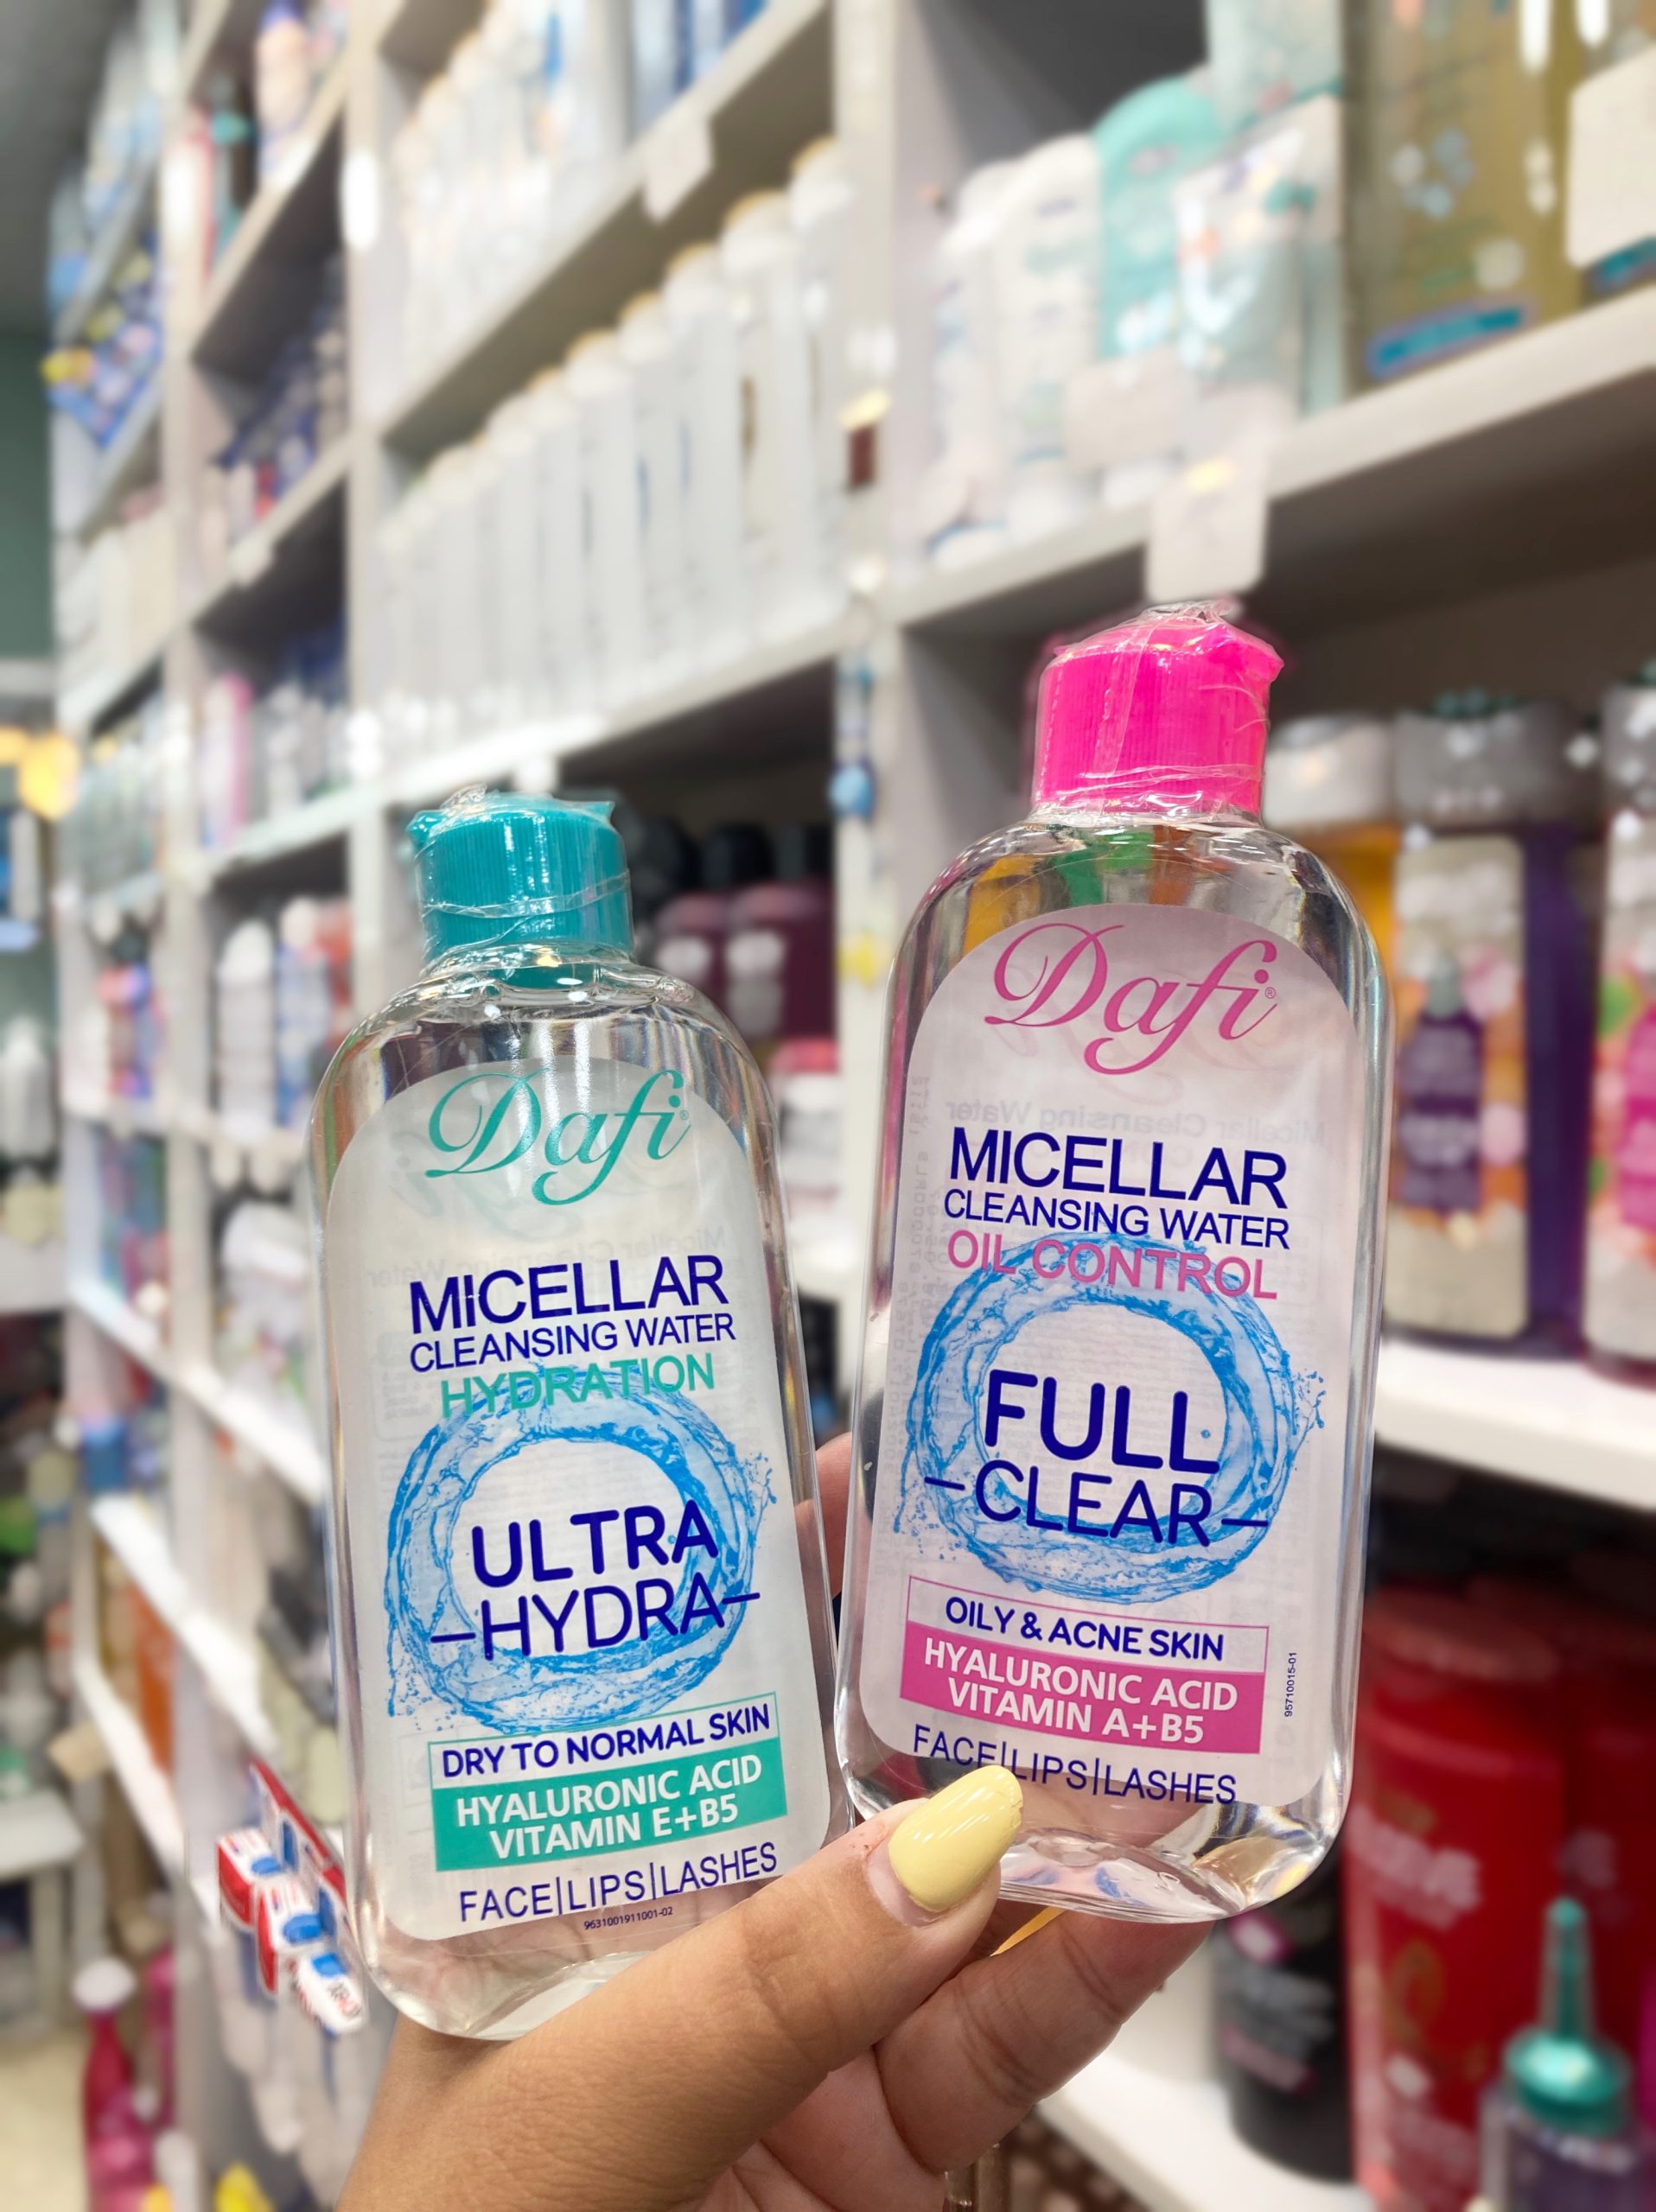 Dafi®
MICELLAR
CLEANSING WATER
HYDRATION
ULTRA
-HYDRA-
DRY TO NORMAL SKIN
HYALURONIC ACID
VITAMIN E+B5
FACE|LIPS|LASHES
9631001911001-02
Dafi®
MICELLAR
CLEANSING WATER
OIL CONTROL
FULL
-CLEAR-
OILY & ACNE SKIN
HYALURONIC ACID
VITAMIN A+B5
FACE|LIPS|LASHES
95710015-01